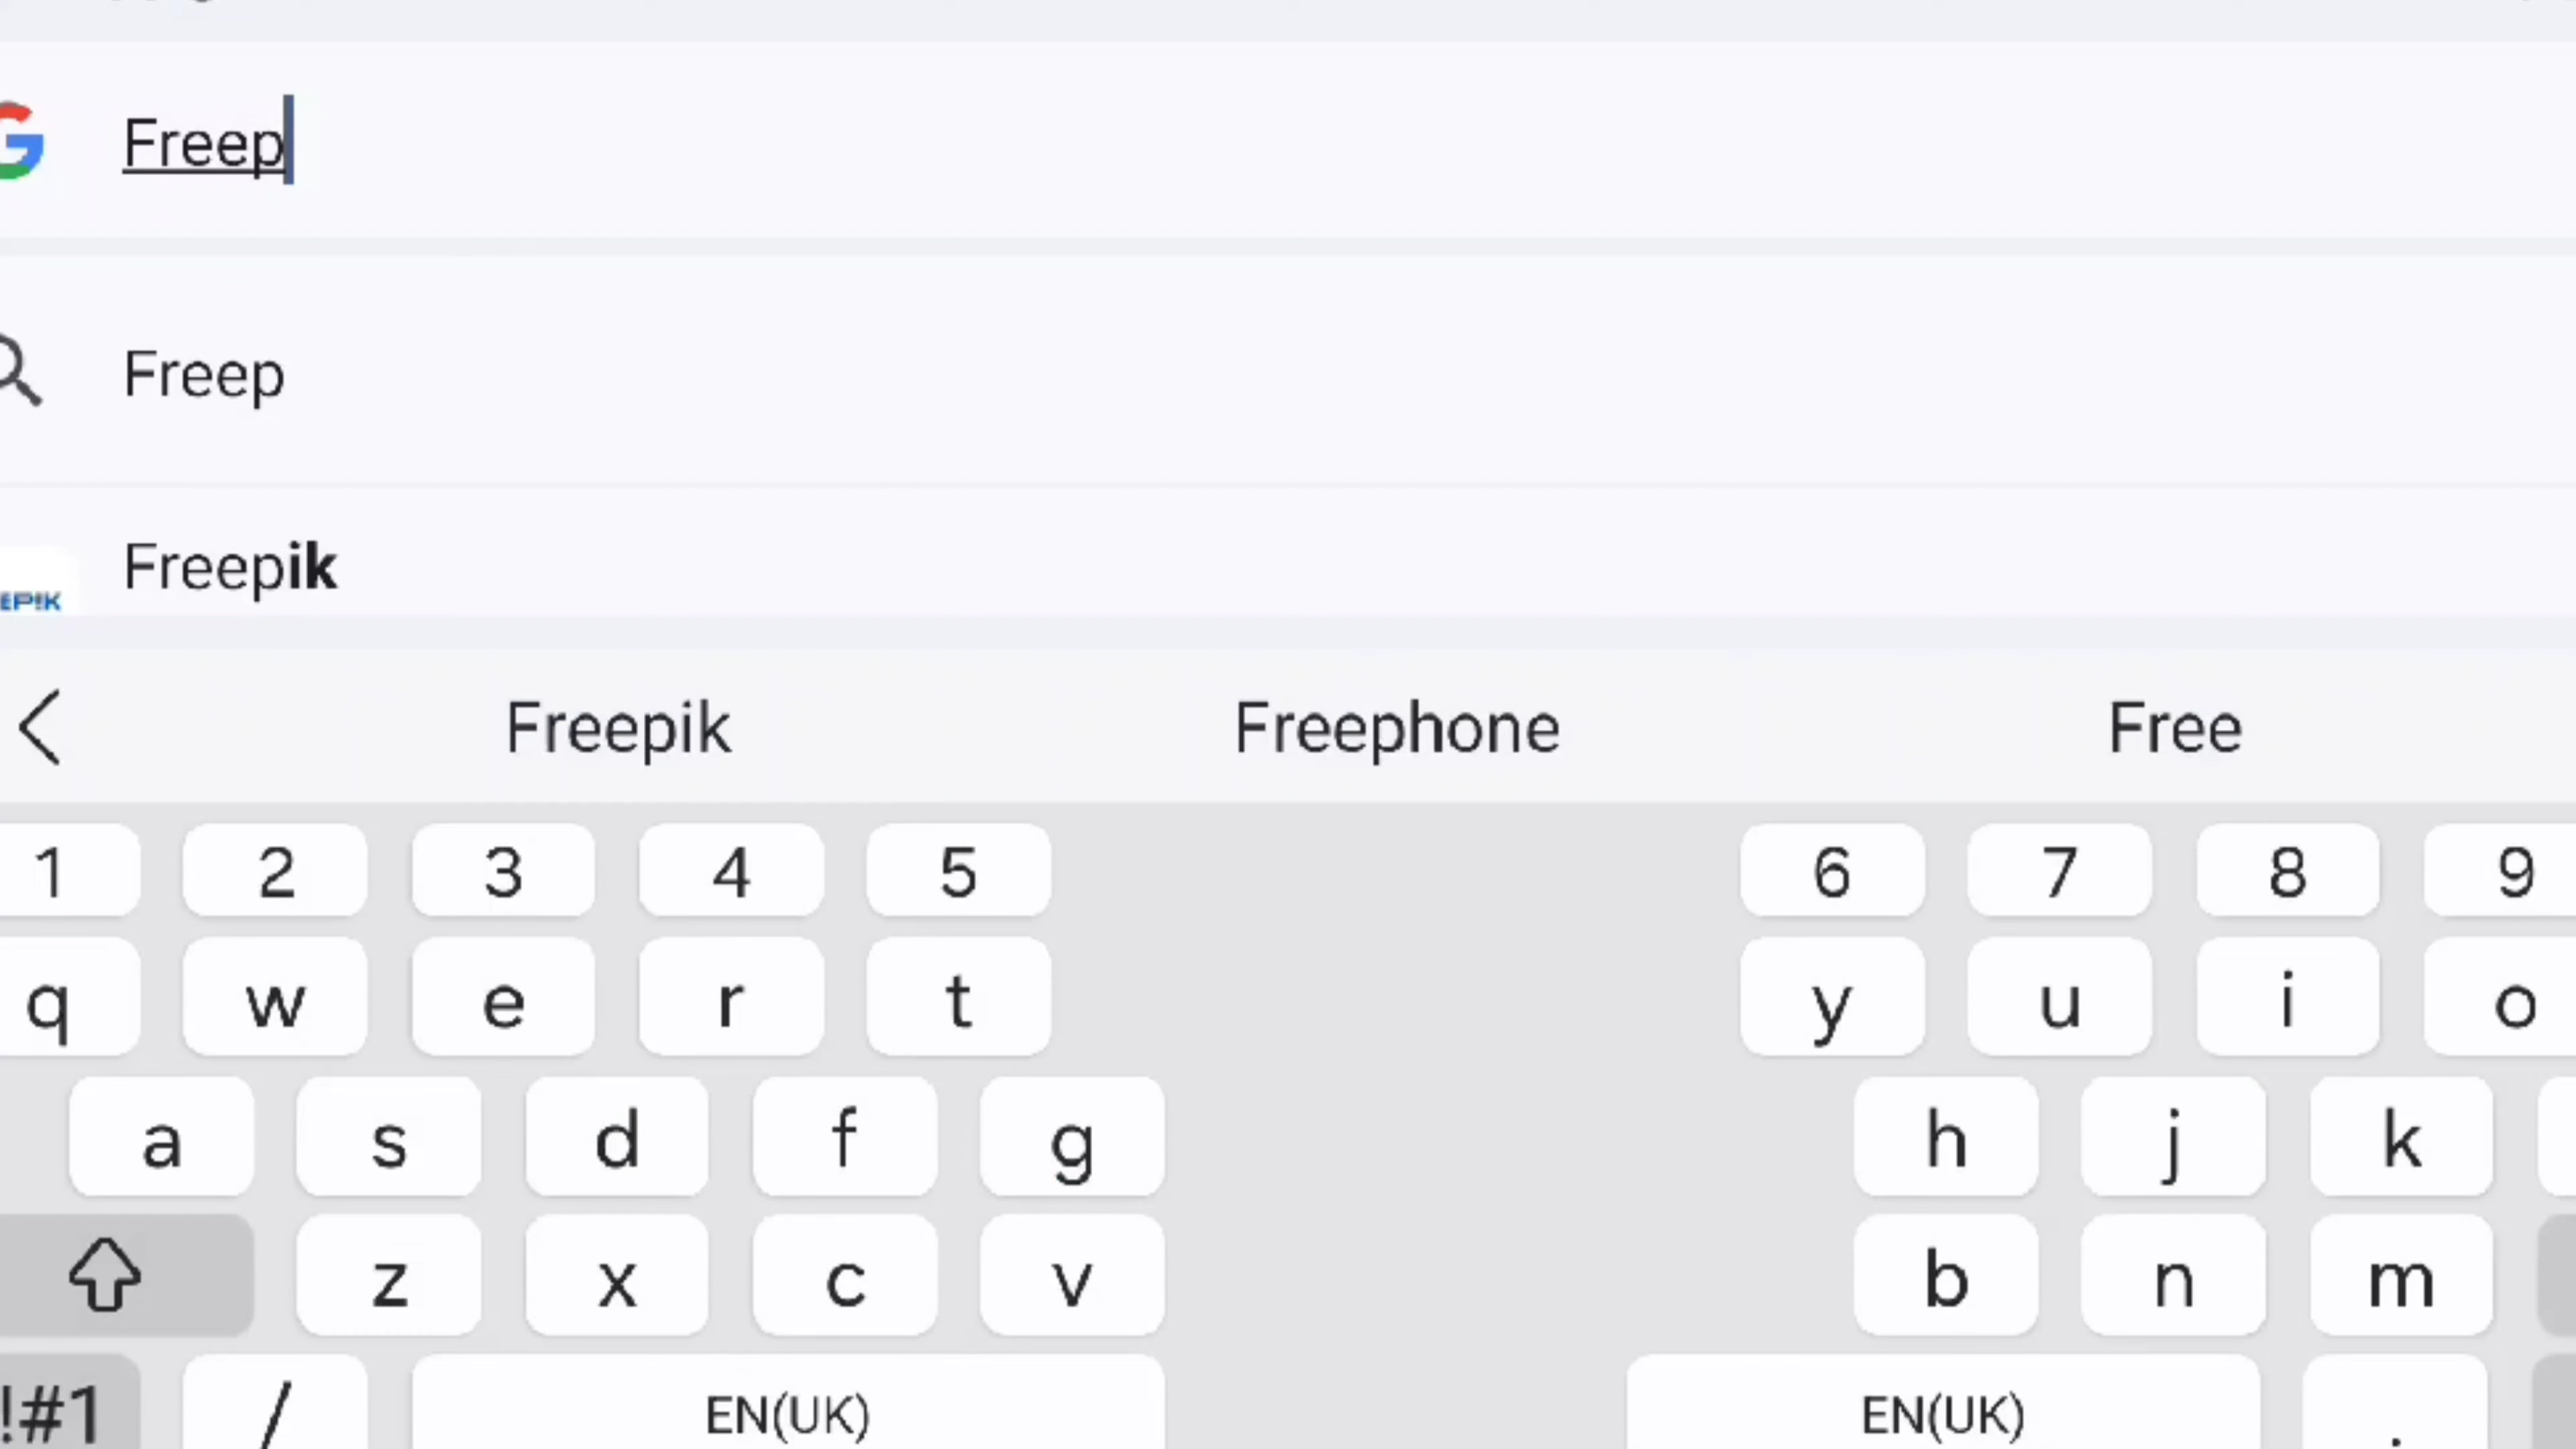 Freep
Freep
Freepik
EP!K
Freepik Freephone Free
1 2 3 4 5 6 7 8 9
q w e r t y u i o
a s d f g h j k
z x c v b n m
!#1 / EN(UK) EN(UK) .